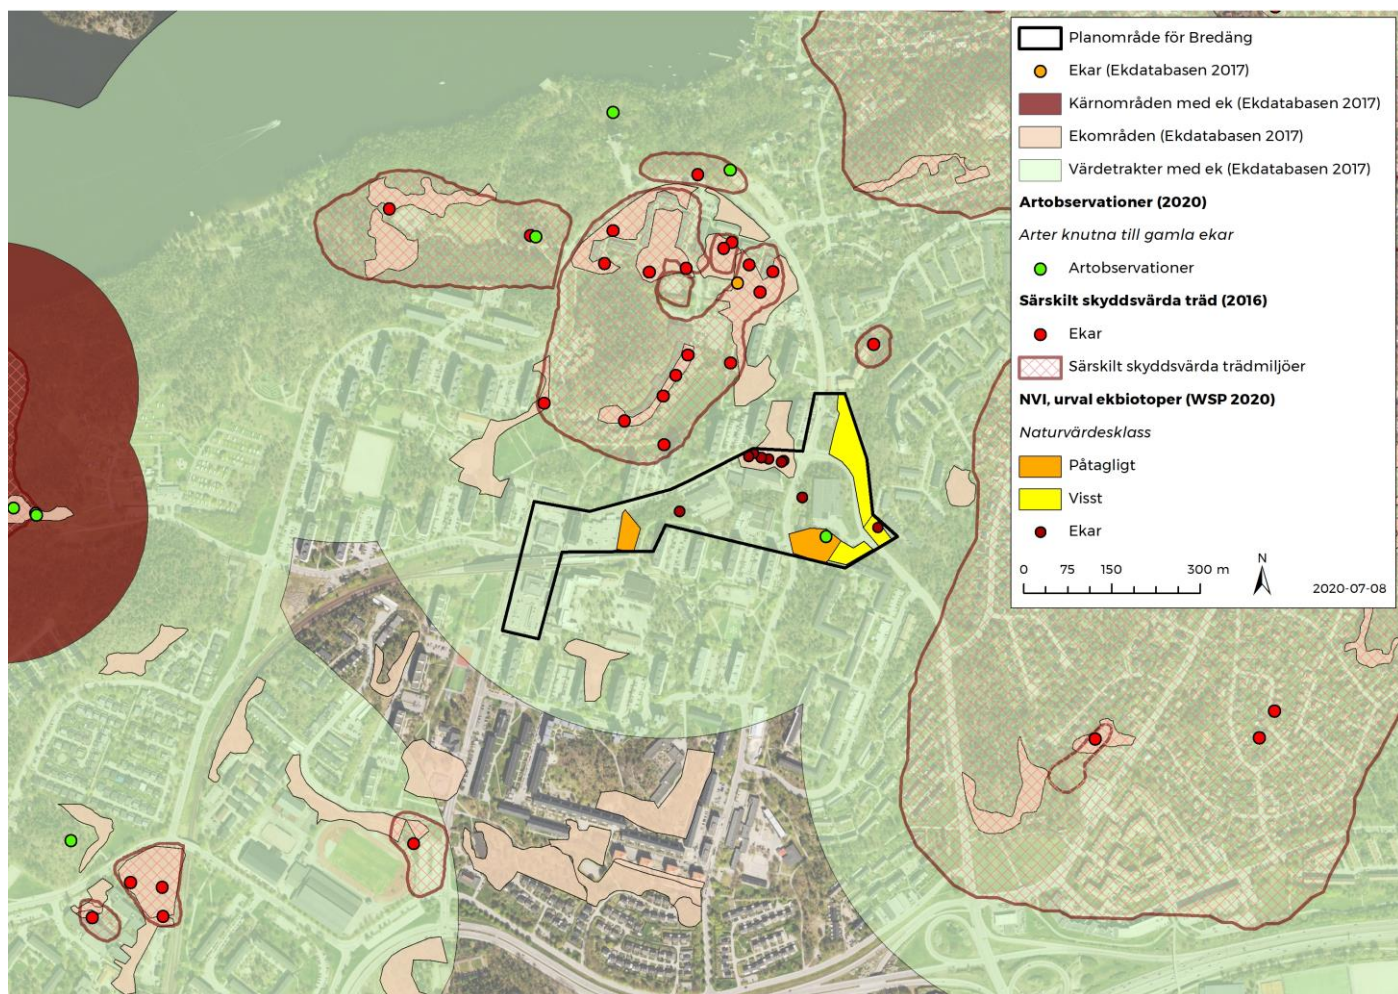 Planområde för Bredäng
Ekar (Ekdatabasen 2017)
Kärnområden med ek (Ekdatabasen 2017)
Ekområden (Ekdatabasen 2017)
Värdetrakter med ek (Ekdatabasen 2017)
Artobservationer (2020)
Arter knutna till gamla ekar
Artobservationer
Särskilt skyddsvärda träd (2016)
Ekar
Särskilt skyddsvärda trädmiljöer
NVI, urval ekbiotoper (WSP 2020)
Naturvärdesklass
Påtagligt
Visst
Ekar
N
0 75 150 300 m
2020-07-08